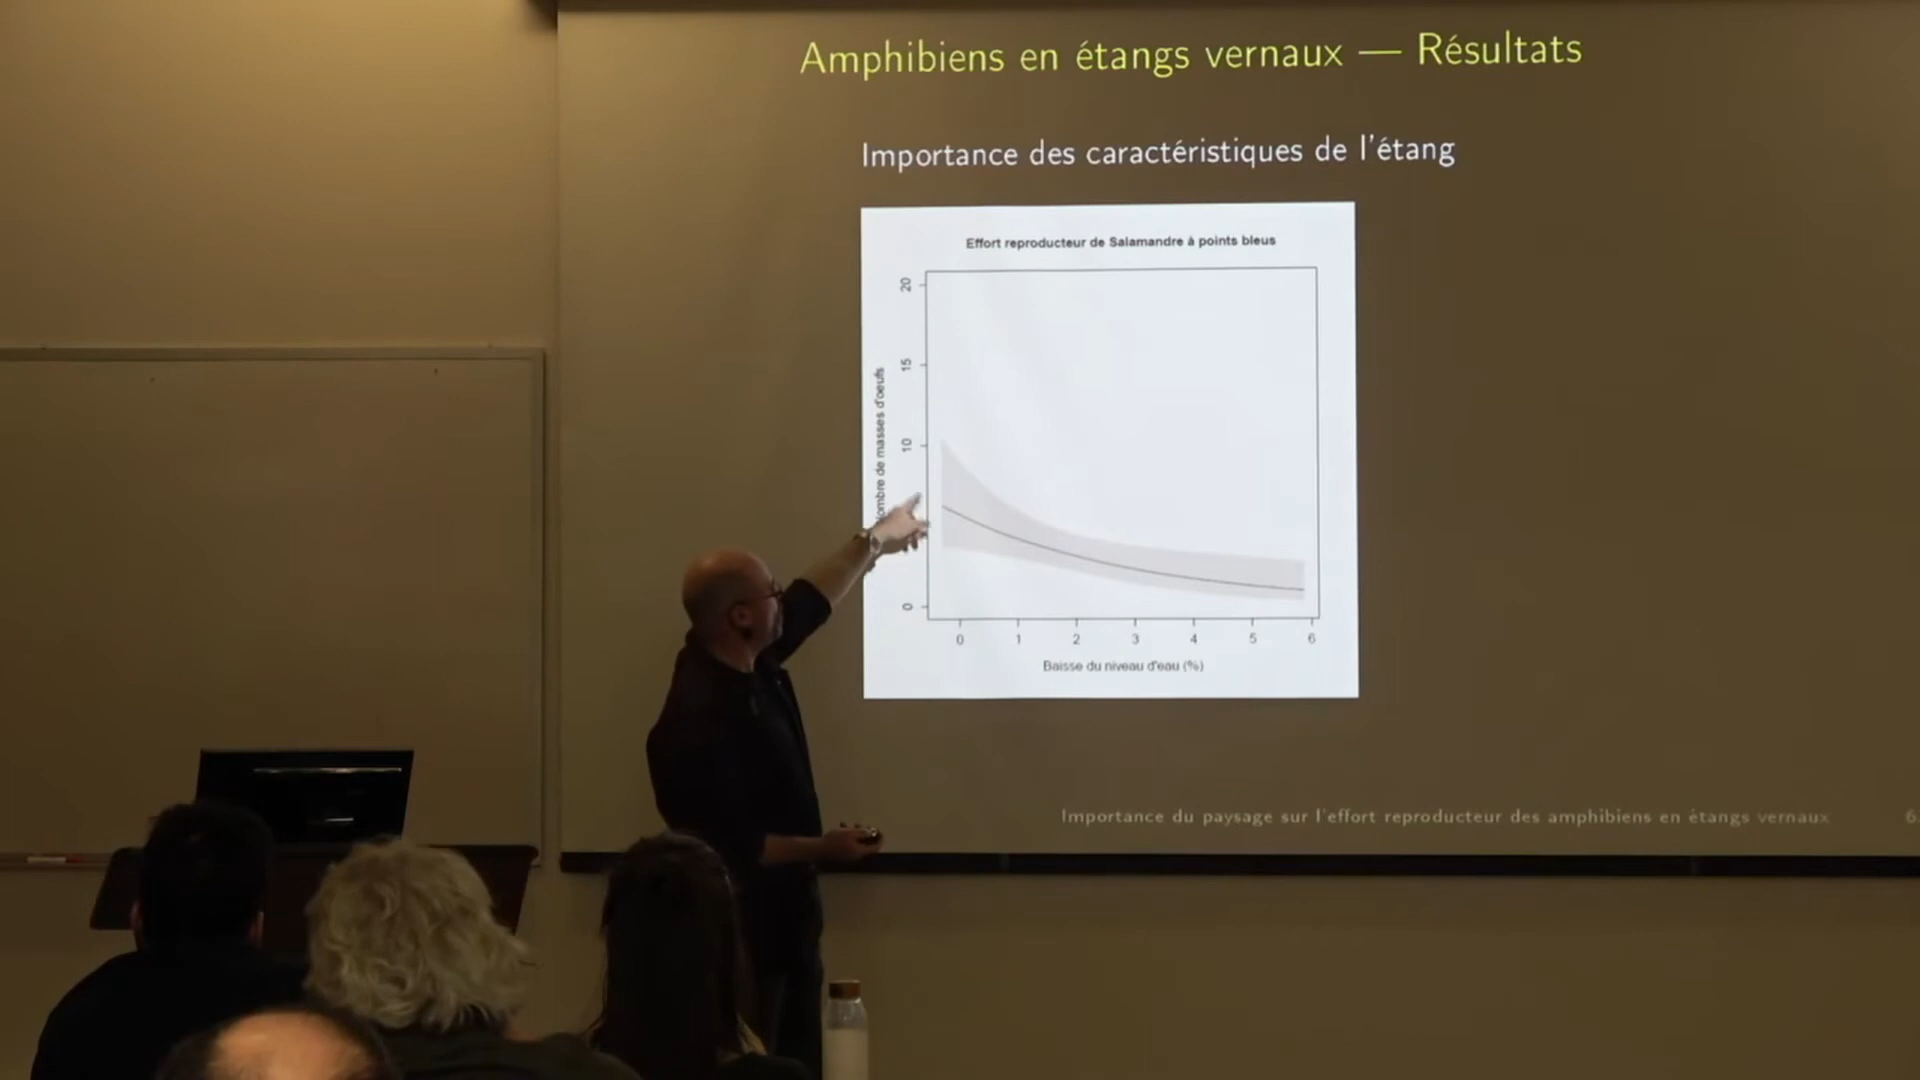 Amphibiens en étangs vernaux — Résultats
Importance des caractéristiques de l'étang
Effort reproducteur de Salamandre à points bleus
20
15
10
0
ombre de masses d'oeufs
0 1 2 3 4 5 6
Baisse du niveau d'eau (%)
Importance du paysage sur l'effort reproducteur des amphibiens en étangs vernaux